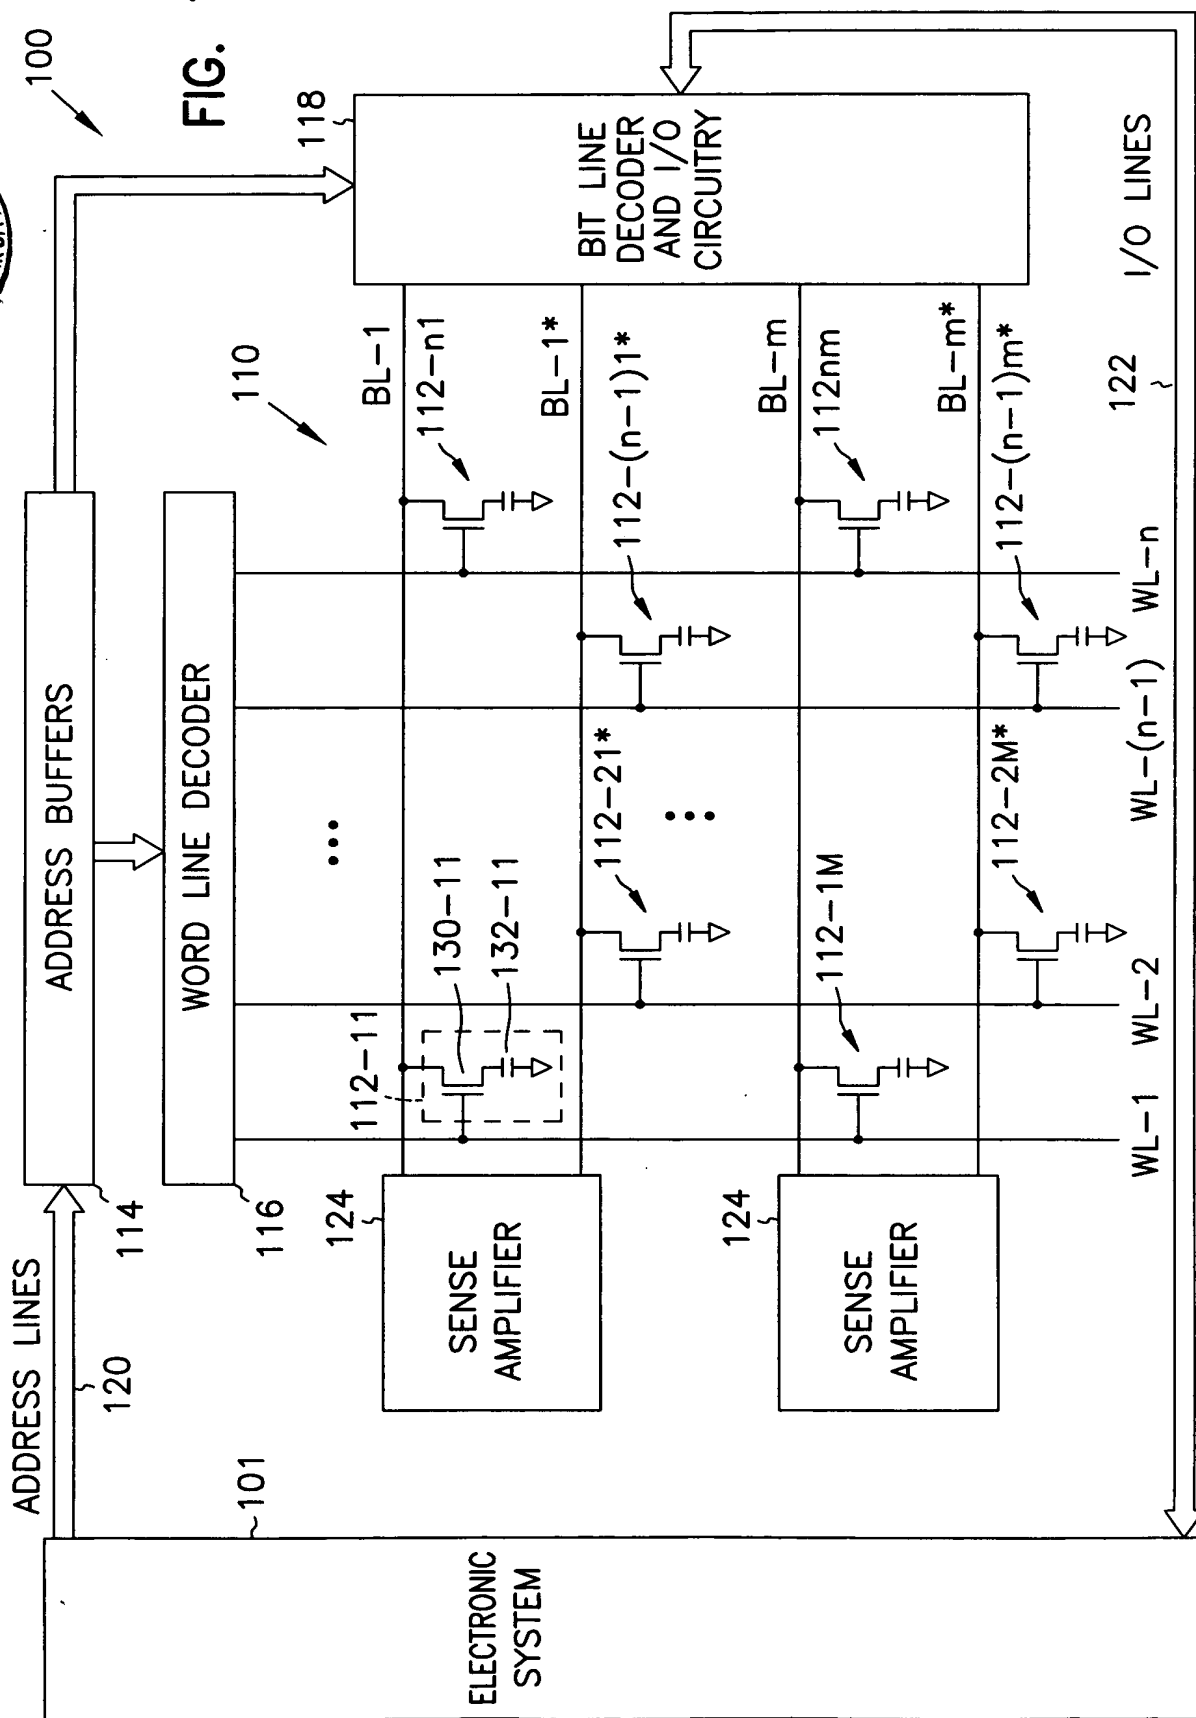 100
FIG.
ADDRESS LINES
120
101
ELECTRONIC
SYSTEM
ADDRESS BUFFERS
114
WORD LINE DECODER
116
118
BIT LINE
DECODER
AND I/O
CIRCUITRY
110
124
SENSE
AMPLIFIER
124
SENSE
AMPLIFIER
112-11
130-11
132-11
112-21*
112-1M
112-2M*
BL-1
112-n1
BL-1*
112-(n-1)1*
BL-m
112nm
BL-m*
112-(n-1)m*
WL-1
WL-2
WL-(n-1)
WL-n
122
I/O LINES